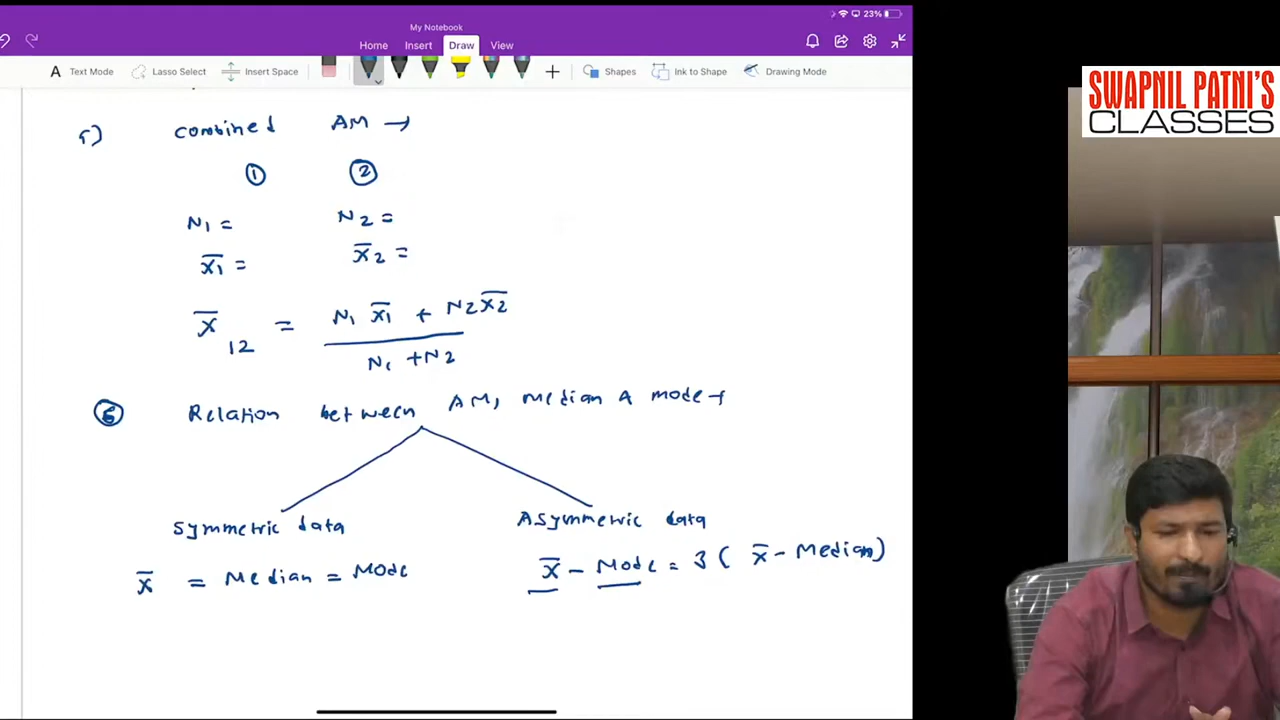 23%
My Notebook
Home Insert Draw View
Text Mode Lasso Select Insert Space Shapes Ink to Shape Drawing Mode
SWAPNIL PATNI'S
CLASSES
5) Combined AM →
① ②
N1 = N2 =
x̄1 = x̄2 =
x̄12 = N1 x̄1 + N2 x̄2
N1 + N2
⑥ Relation between AM, Median & mode →
Symmetric data Asymmetric data
x̄ = Median = Mode x̄ - Mode = 3 ( x̄ - Median)